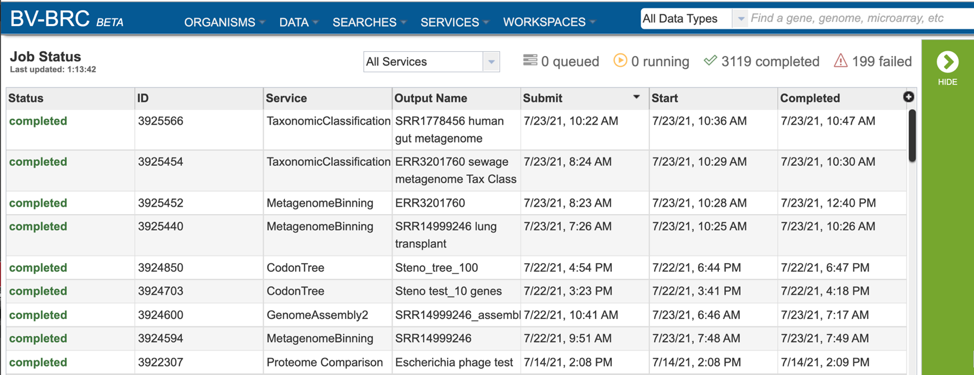 BV-BRC BETA ORGANISMS DATA SEARCHES SERVICES WORKSPACES All Data Types Find a gene, genome, microarray, etc
Job Status
Last updated: 1:13:42
All Services 0 queued 0 running 3119 completed 199 failed
HIDE
Status ID Service Output Name Submit Start Completed
completed 3925566 TaxonomicClassification SRR1778456 human 7/23/21, 10:22 AM 7/23/21, 10:36 AM 7/23/21, 10:47 AM
gut metagenome
completed 3925454 TaxonomicClassification ERR3201760 sewage 7/23/21, 8:24 AM 7/23/21, 10:29 AM 7/23/21, 10:30 AM
metagenome Tax Class
completed 3925452 MetagenomeBinning ERR3201760 7/23/21, 8:23 AM 7/23/21, 10:28 AM 7/23/21, 12:40 PM
completed 3925440 MetagenomeBinning SRR14999246 lung 7/23/21, 7:26 AM 7/23/21, 10:25 AM 7/23/21, 10:26 AM
transplant
completed 3924850 CodonTree Steno_tree_100 7/22/21, 4:54 PM 7/22/21, 6:44 PM 7/22/21, 6:47 PM
completed 3924703 CodonTree Steno test_10 genes 7/22/21, 3:23 PM 7/22/21, 3:41 PM 7/22/21, 4:18 PM
completed 3924600 GenomeAssembly2 SRR14999246_assembl 7/22/21, 10:41 AM 7/23/21, 6:46 AM 7/23/21, 7:17 AM
completed 3924594 MetagenomeBinning SRR14999246 7/22/21, 9:51 AM 7/23/21, 7:48 AM 7/23/21, 7:49 AM
completed 3922307 Proteome Comparison Escherichia phage test 7/14/21, 2:08 PM 7/14/21, 2:08 PM 7/14/21, 2:09 PM